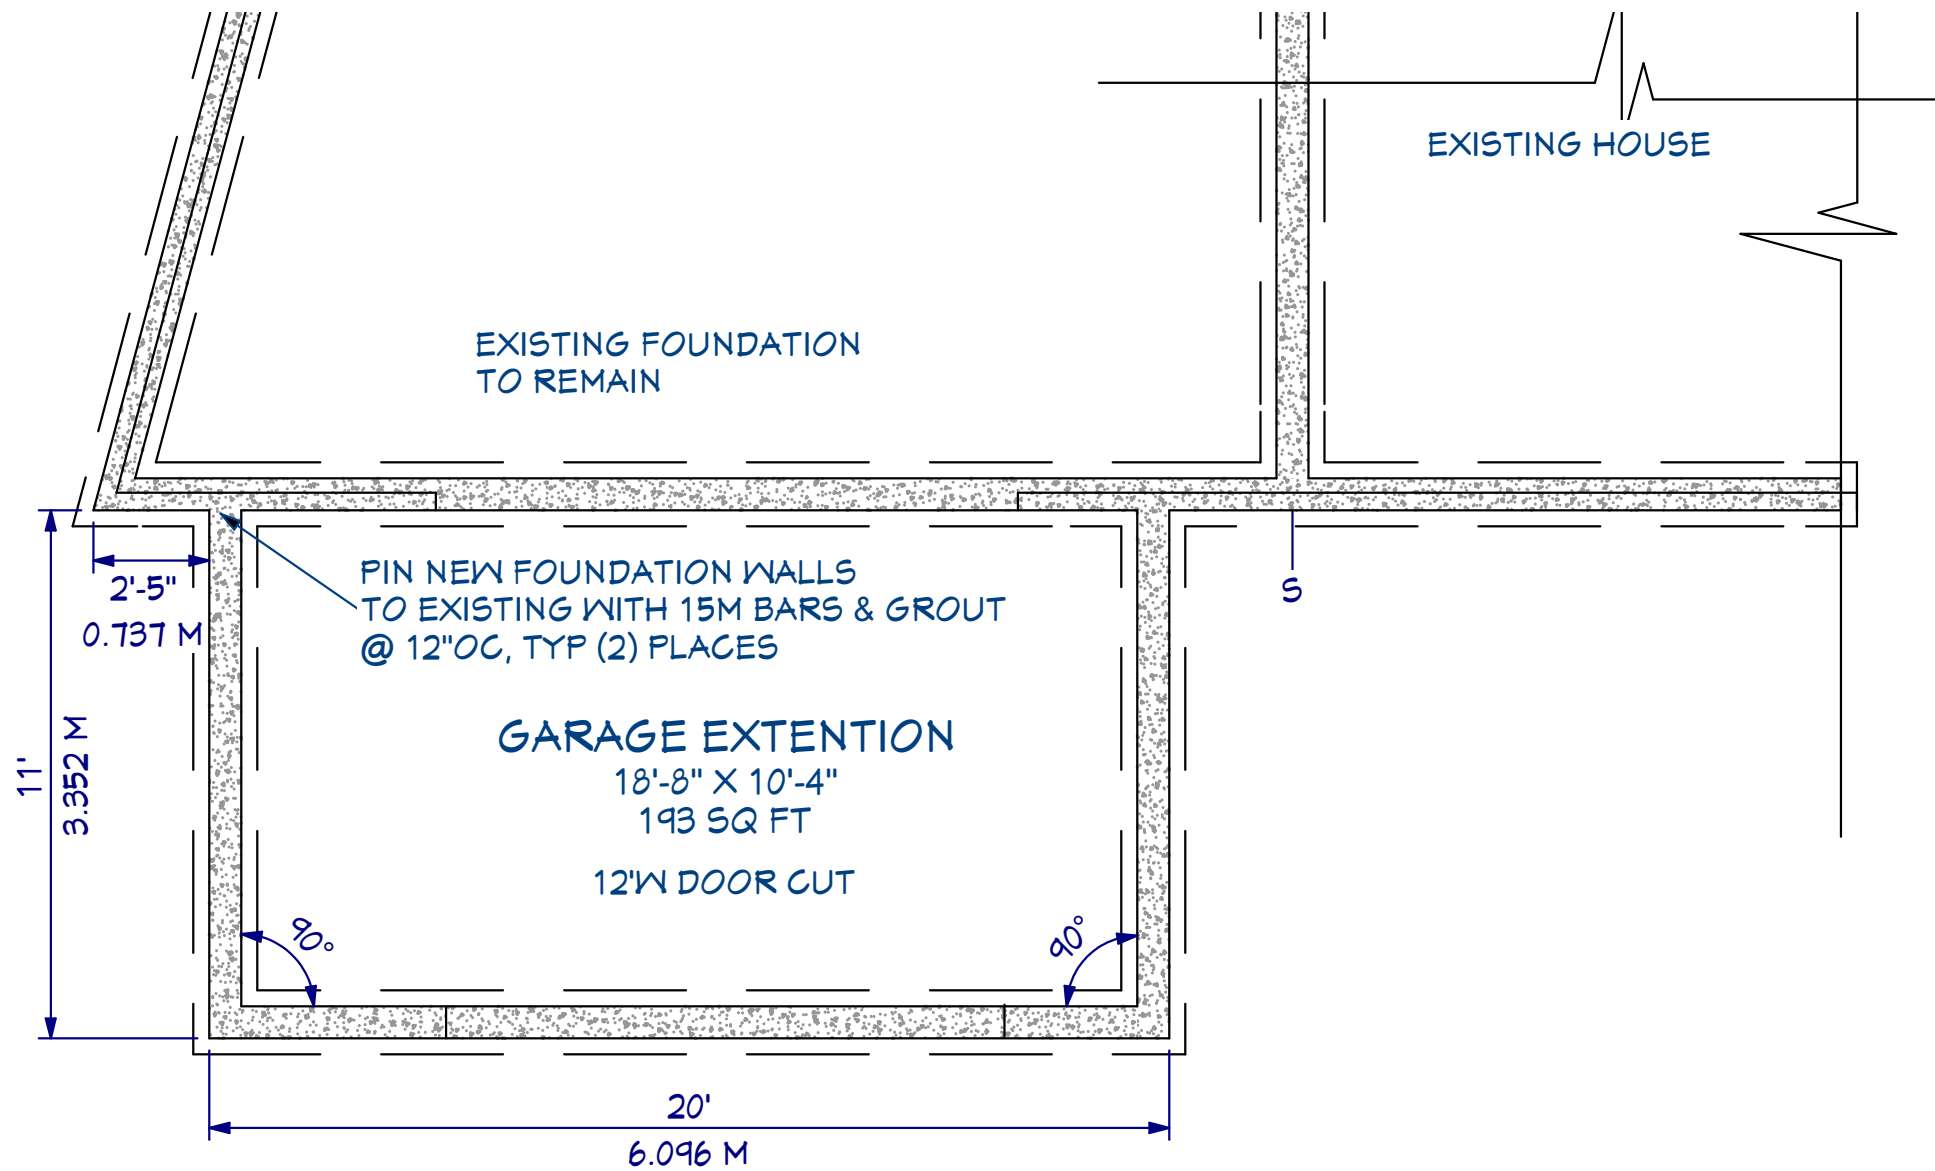 EXISTING HOUSE
EXISTING FOUNDATION
TO REMAIN
PIN NEW FOUNDATION WALLS
TO EXISTING WITH 15M BARS & GROUT
@ 12"OC, TYP (2) PLACES
S
2'-5"
0.737 M
11'
3.352 M
GARAGE EXTENTION
18'-8" X 10'-4"
193 SQ FT
12'W DOOR CUT
90°
90°
20'
6.096 M